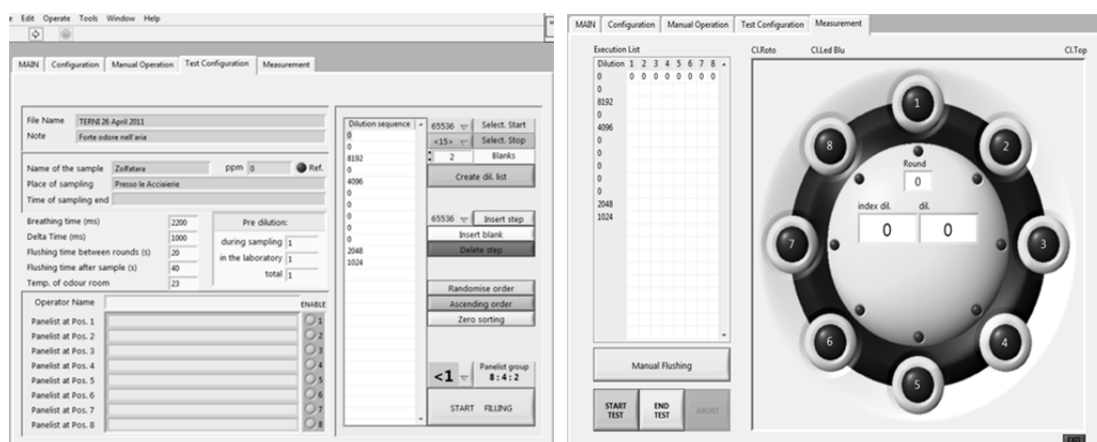 Edit Operate Tools Window Help
MAIN Configuration Manual Operation Test Configuration Measurement
File Name TERNI 26 April 2011
Note Forte odore nell'aria
Name of the sample Zolfatara ppm 0 Ref.
Place of sampling Presso le Acciaierie
Time of sampling end
Breathing time (ms) 2200
Delta Time (ms) 1000
Flushing time between rounds (s) 20
Flushing time after sample (s) 40
Temp. of odour room 23
Pre dilution:
during sampling 1
in the laboratory 1
total 1
Operator Name ENABLE
Panelist at Pos. 1 1
Panelist at Pos. 2 2
Panelist at Pos. 3 3
Panelist at Pos. 4 4
Panelist at Pos. 5 5
Panelist at Pos. 6 6
Panelist at Pos. 7 7
Panelist at Pos. 8 8
Dilution sequence
0
0
8192
0
4096
0
0
0
0
2048
1024
65536 Select. Start
<15> Select. Stop
2 Blanks
Create dil. list
65536 Insert step
Insert blank
Delete step
Randomise order
Ascending order
Zero sorting
<1 Panelist group
8:4:2
START FILLING
MAIN Configuration Manual Operation Test Configuration Measurement
Execution List
Dilution 1 2 3 4 5 6 7 8
0 0 0 0 0 0 0 0 0
0
8192
0
4096
0
0
0
0
2048
1024
Manual Flushing
START TEST
END TEST
ABORT
Cl.Roto Cl.Led Blu Cl.Top
1
8 2
Round
0
index dil. dil.
0 0
7 3
6 4
5
EXIT